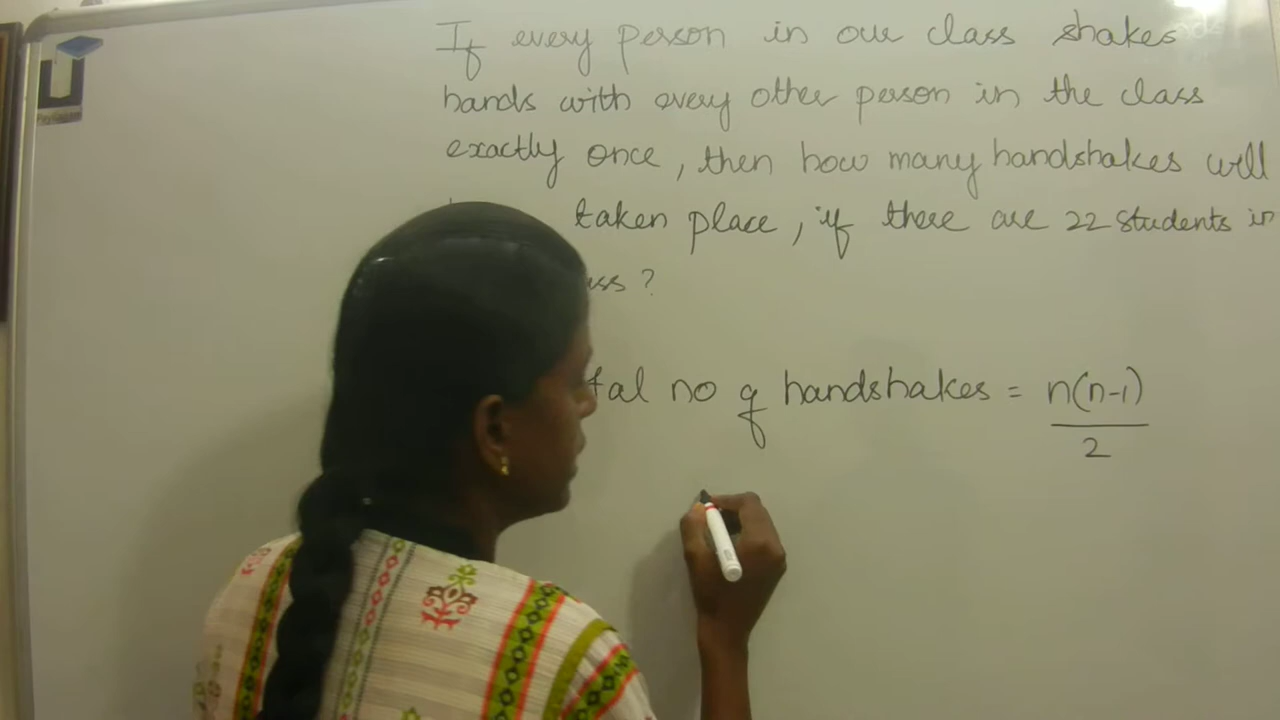 If every person in our class shakes
hands with every other person in the class
exactly once, then how many handshakes will
taken place, if there are 22 students in
ass?
tal no of handshakes = n(n-1)
2